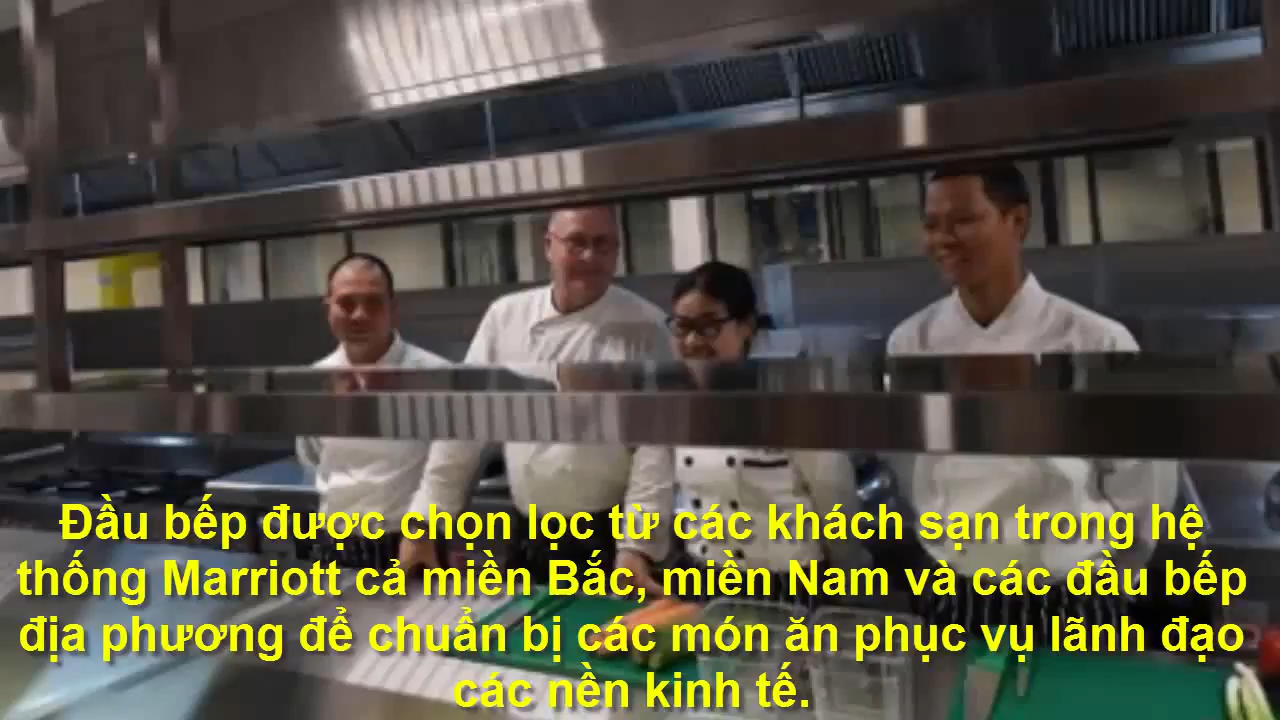 Đầu bếp được chọn lọc từ các khách sạn trong hệ
thống Marriott cả miền Bắc, miền Nam và các đầu bếp
địa phương để chuẩn bị các món ăn phục vụ lãnh đạo
các nền kinh tế.